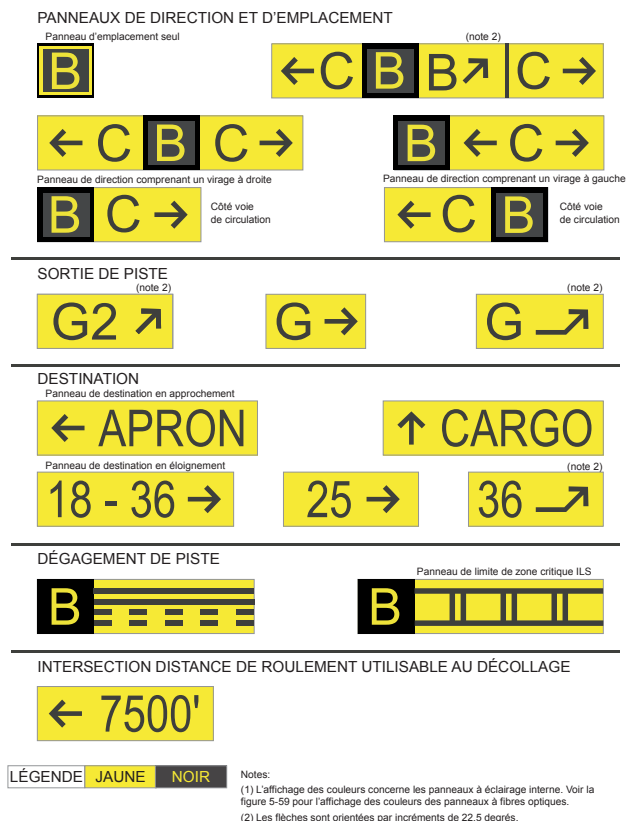 PANNEAUX DE DIRECTION ET D'EMPLACEMENT
Panneau d'emplacement seul
(note 2)
B
←C B B↗ C→
← C B C →
B ← C →
Panneau de direction comprenant un virage à droite
Panneau de direction comprenant un virage à gauche
B C →
Côté voie
de circulation
← C B
Côté voie
de circulation
SORTIE DE PISTE
(note 2)
(note 2)
G2 ↗
G →
G
DESTINATION
Panneau de destination en approchement
← APRON
↑ CARGO
Panneau de destination en éloignement
(note 2)
18 - 36 →
25 →
36
DÉGAGEMENT DE PISTE
Panneau de limite de zone critique ILS
B
B
INTERSECTION DISTANCE DE ROULEMENT UTILISABLE AU DÉCOLLAGE
← 7500'
LÉGENDE JAUNE NOIR
Notes:
(1) L'affichage des couleurs concerne les panneaux à éclairage interne. Voir la
figure 5-59 pour l'affichage des couleurs des panneaux à fibres optiques.
(2) Les flèches sont orientées par incréments de 22,5 degrés.